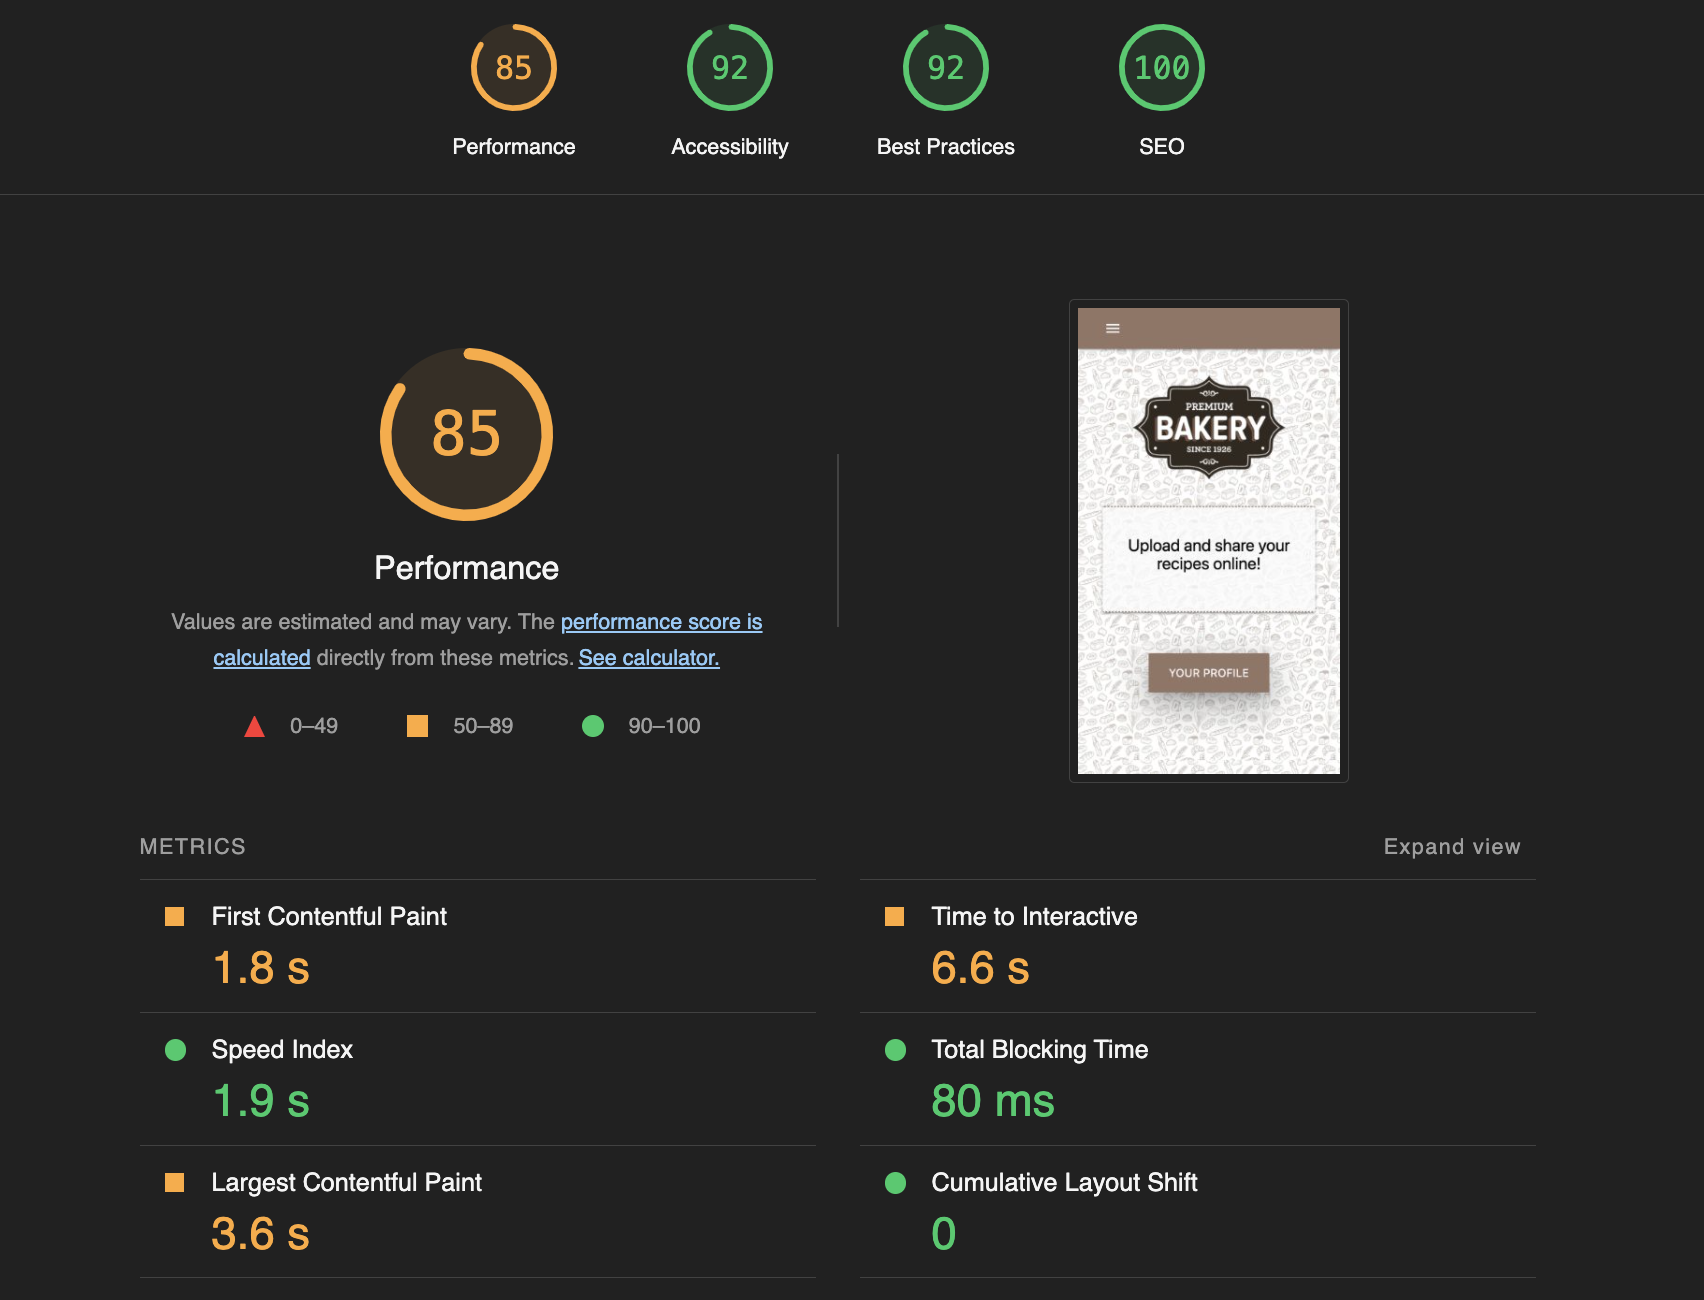 85
92
92
100
Performance
Accessibility
Best Practices
SEO
85
Performance
Values are estimated and may vary. The performance score is
calculated directly from these metrics. See calculator.
0–49
50–89
90–100
PREMIUM
BAKERY
SINCE 1926
Upload and share your
recipes online!
YOUR PROFILE
METRICS
Expand view
First Contentful Paint
1.8 s
Time to Interactive
6.6 s
Speed Index
1.9 s
Total Blocking Time
80 ms
Largest Contentful Paint
3.6 s
Cumulative Layout Shift
0